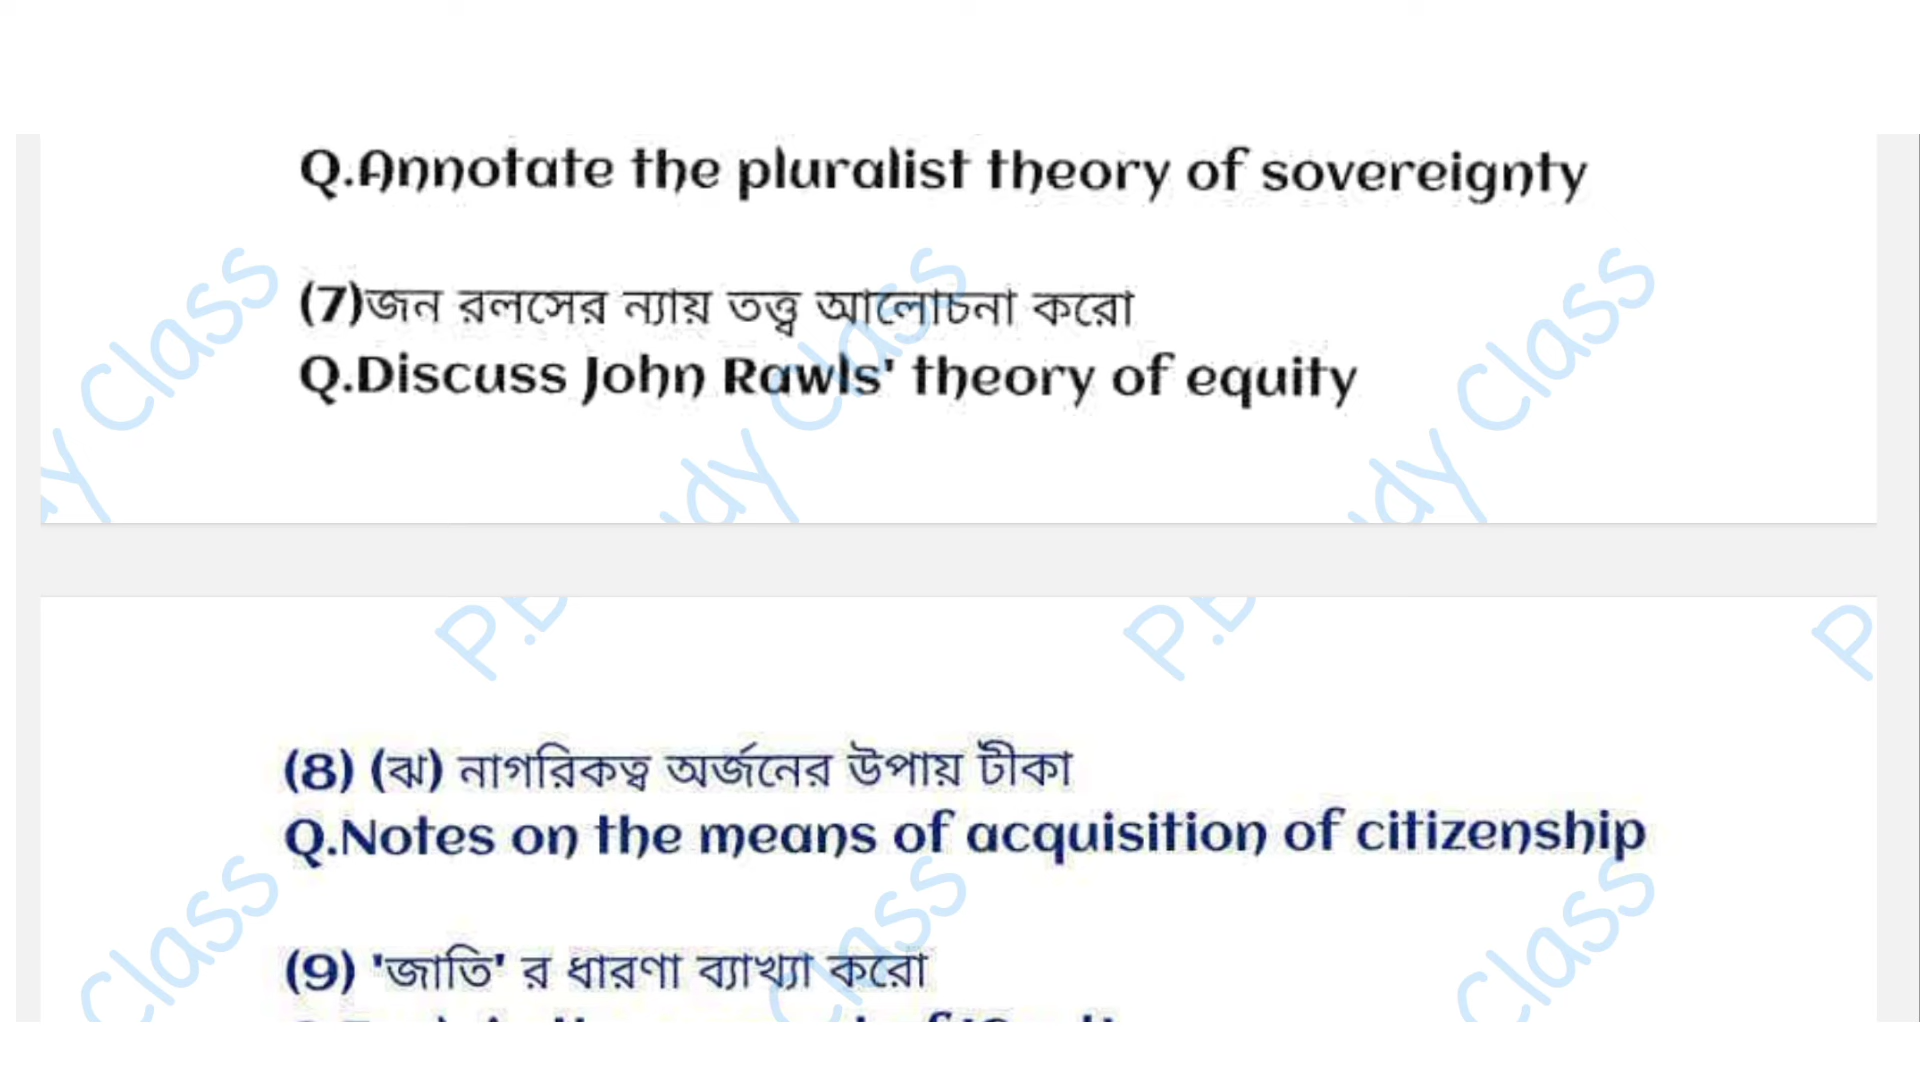 Q.Annotate the pluralist theory of sovereignty
(7)জন রলসের ন্যায় তত্ত্ব আলোচনা করো
Q.Discuss John Rawls' theory of equity
(8) (ঝ) নাগরিকত্ব অর্জনের উপায় টীকা
Q.Notes on the means of acquisition of citizenship
(9) 'জাতি' র ধারণা ব্যাখ্যা করো